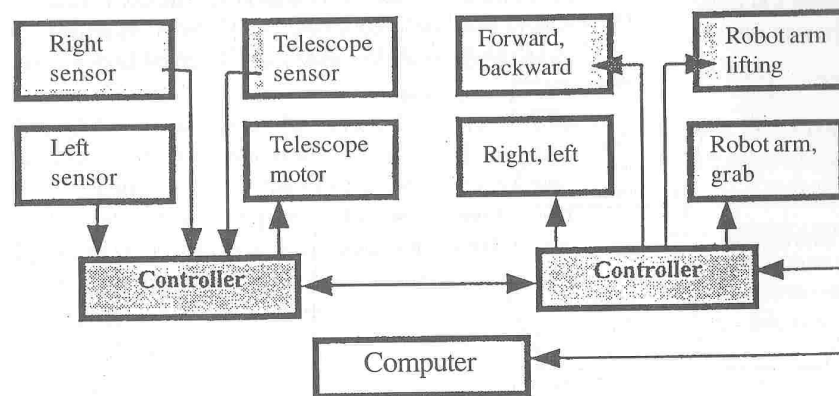 Right
sensor
Telescope
sensor
Forward,
backward
Robot arm
lifting
Left
sensor
Telescope
motor
Right, left
Robot arm,
grab
Controller
Controller
Computer